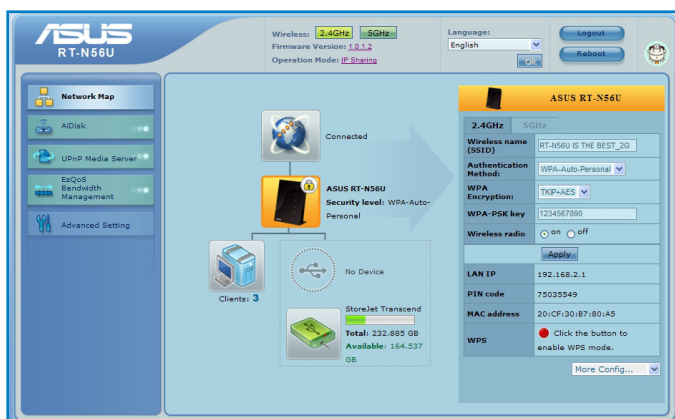 ASUS
RT-N56U
Wireless: 2.4GHz 5GHz
Firmware Version: 1.0.1.2
Operation Mode: IP Sharing
Language:
English
OK
Logout
Reboot
Network Map
AiDisk
UPnP Media Server
EzQoS
Bandwidth
Management
Advanced Setting
Connected
ASUS RT-N56U
Security level: WPA-Auto-
Personal
Clients: 3
No Device
StoreJet Transcend
Total: 232.885 GB
Available: 164.537
GB
ASUS RT-N56U
2.4GHz 5GHz
Wireless name
(SSID)
RT-N56U IS THE BEST_2G
Authentication
Method:
WPA-Auto-Personal
WPA
Encryption:
TKIP+AES
WPA-PSK key
1234567890
Wireless radio
on off
Apply
LAN IP
192.168.2.1
PIN code
75035549
MAC address
20:CF:30:B7:80:A5
WPS
Click the button to
enable WPS mode.
More Config...